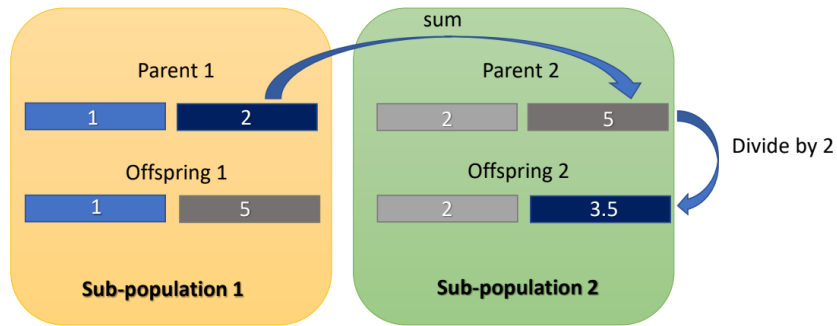 sum
Parent 1
Parent 2
1 2 2 5
Divide by 2
Offspring 1
Offspring 2
1 5 2 3.5
Sub-population 1
Sub-population 2